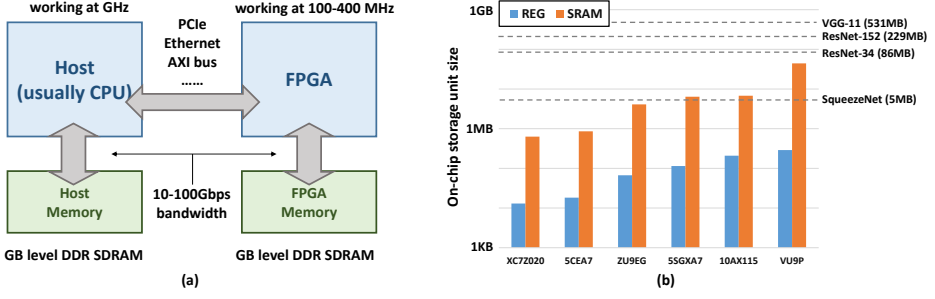 working at GHz
working at 100-400 MHz
PCIe
Ethernet
AXI bus
......
Host
(usually CPU)
FPGA
Host
Memory
10-100Gbps
bandwidth
FPGA
Memory
GB level DDR SDRAM
GB level DDR SDRAM
(a)
REG
SRAM
On-chip storage unit size
1GB
1MB
1KB
VGG-11 (531MB)
ResNet-152 (229MB)
ResNet-34 (86MB)
SqueezeNet (5MB)
XC7Z020
5CEA7
ZU9EG
5SGXA7
10AX115
VU9P
(b)